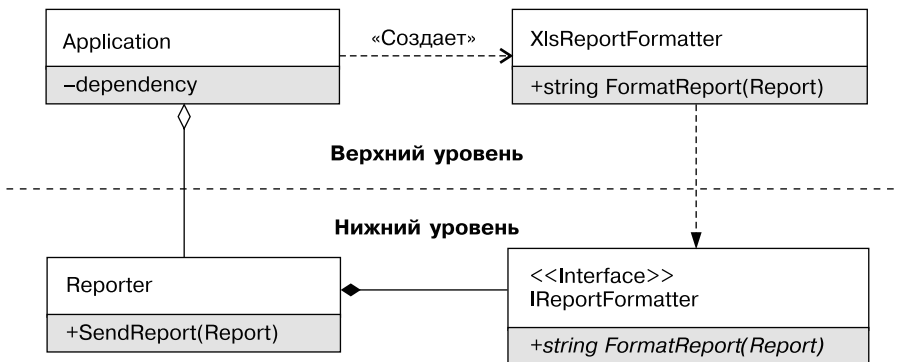 Application
–dependency
«Создает»
XlsReportFormatter
+string FormatReport(Report)
Верхний уровень
Нижний уровень
Reporter
+SendReport(Report)
<<Interface>>
IReportFormatter
+string FormatReport(Report)